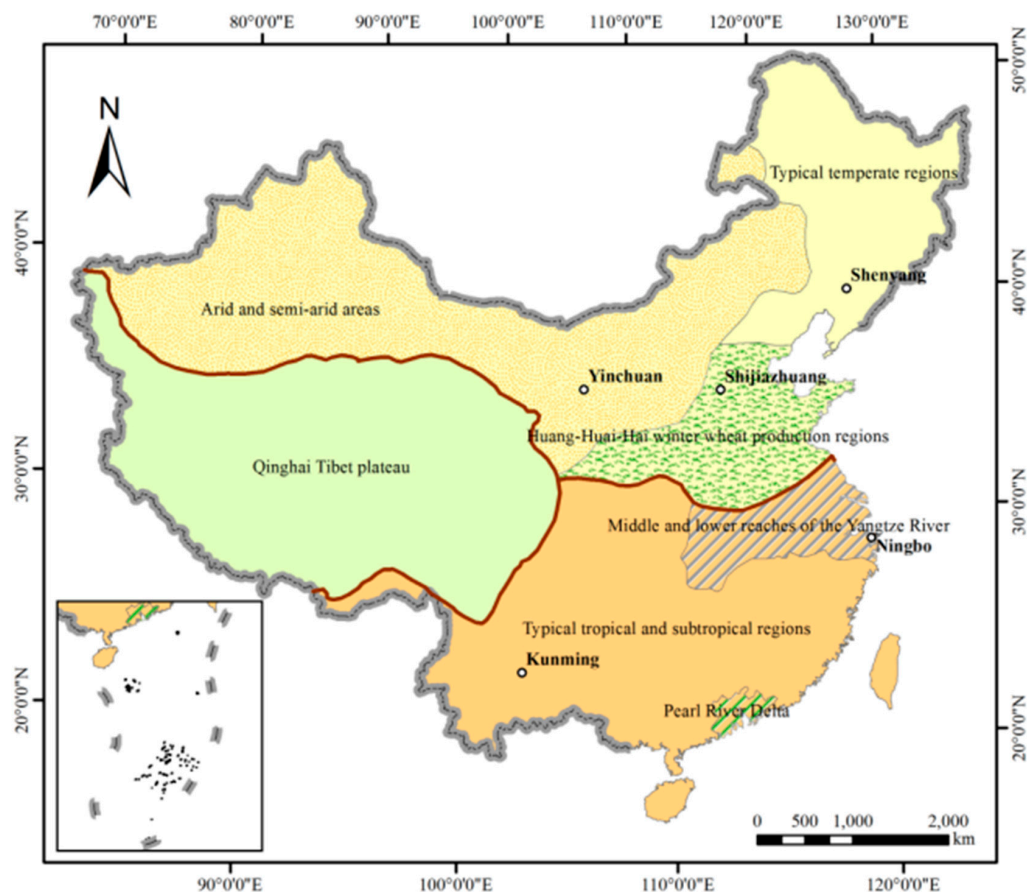 70°0'0"E 80°0'0"E 90°0'0"E 100°0'0"E 110°0'0"E 120°0'0"E 130°0'0"E
50°0'0"N
N
Typical temperate regions
40°0'0"N
40°0'0"N
Shenyang
Arid and semi-arid areas
Yinchuan
Shijiazhuang
Huang-Huai-Hai winter wheat production regions
30°0'0"N
Qinghai Tibet plateau
30°0'0"N
Middle and lower reaches of the Yangtze River
Ningbo
Typical tropical and subtropical regions
Kunming
20°0'0"N
Pearl River Delta
20°0'0"N
0 500 1,000 2,000
km
90°0'0"E 100°0'0"E 110°0'0"E 120°0'0"E